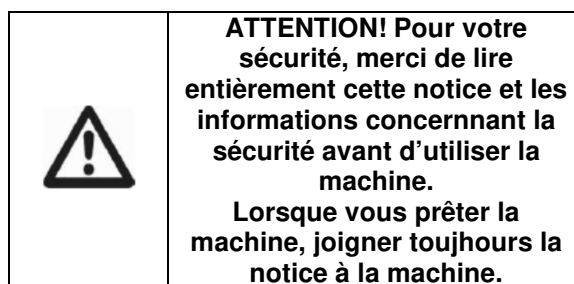 ATTENTION! Pour votre
sécurité, merci de lire
entièrement cette notice et les
informations concernnant la
sécurité avant d’utiliser la
machine.
Lorsque vous prêter la
machine, joigner toujhours la
notice à la machine.